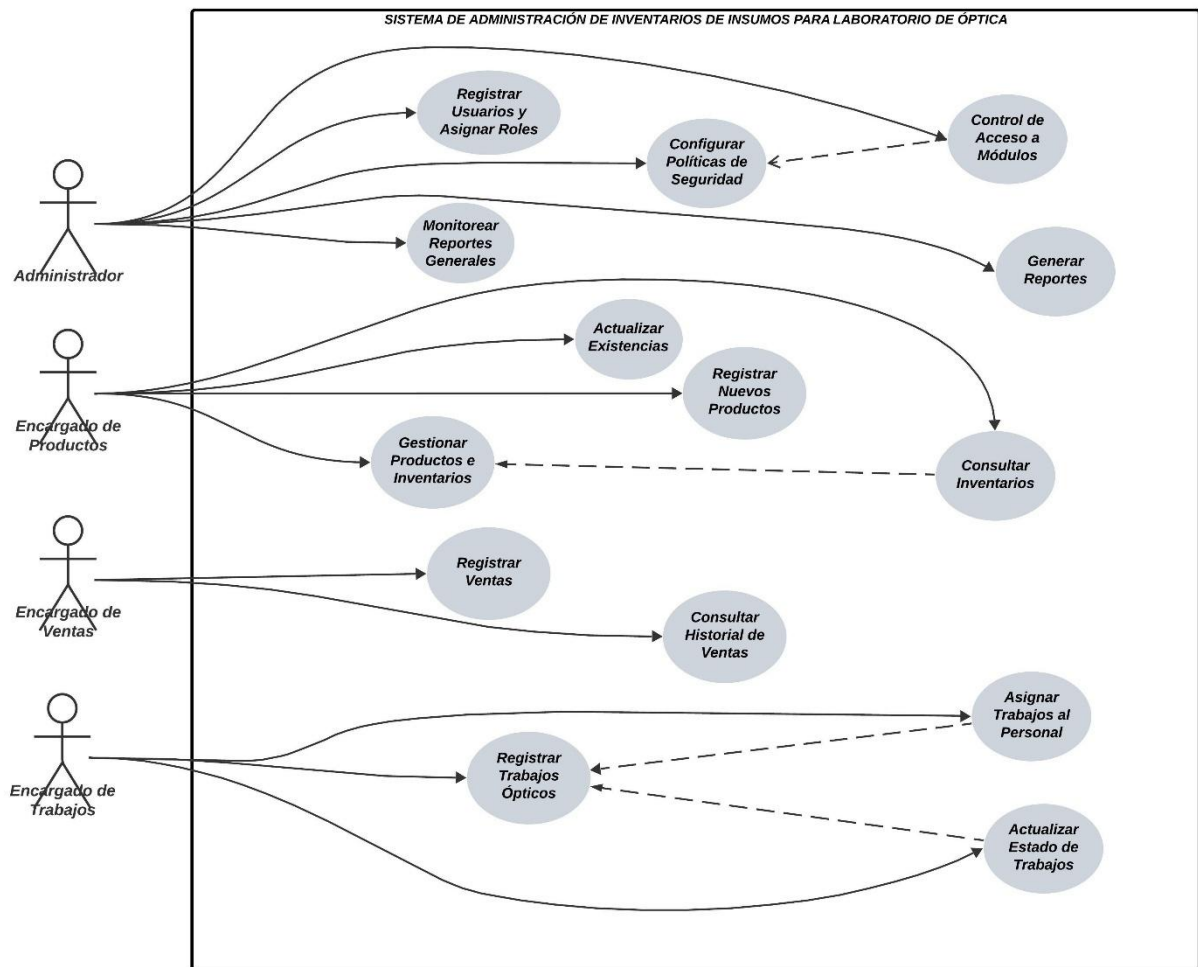 SISTEMA DE ADMINISTRACIÓN DE INVENTARIOS DE INSUMOS PARA LABORATORIO DE ÓPTICA
Registrar
Usuarios y
Asignar Roles
Control de
Acceso a
Módulos
Configurar
Políticas de
Seguridad
Administrador
Monitorear
Reportes
Generales
Generar
Reportes
Actualizar
Existencias
Registrar
Nuevos
Productos
Encargado de
Productos
Gestionar
Productos e
Inventarios
Consultar
Inventarios
Registrar
Ventas
Encargado de
Ventas
Consultar
Historial de
Ventas
Asignar
Trabajos al
Personal
Registrar
Trabajos
Ópticos
Encargado de
Trabajos
Actualizar
Estado de
Trabajos